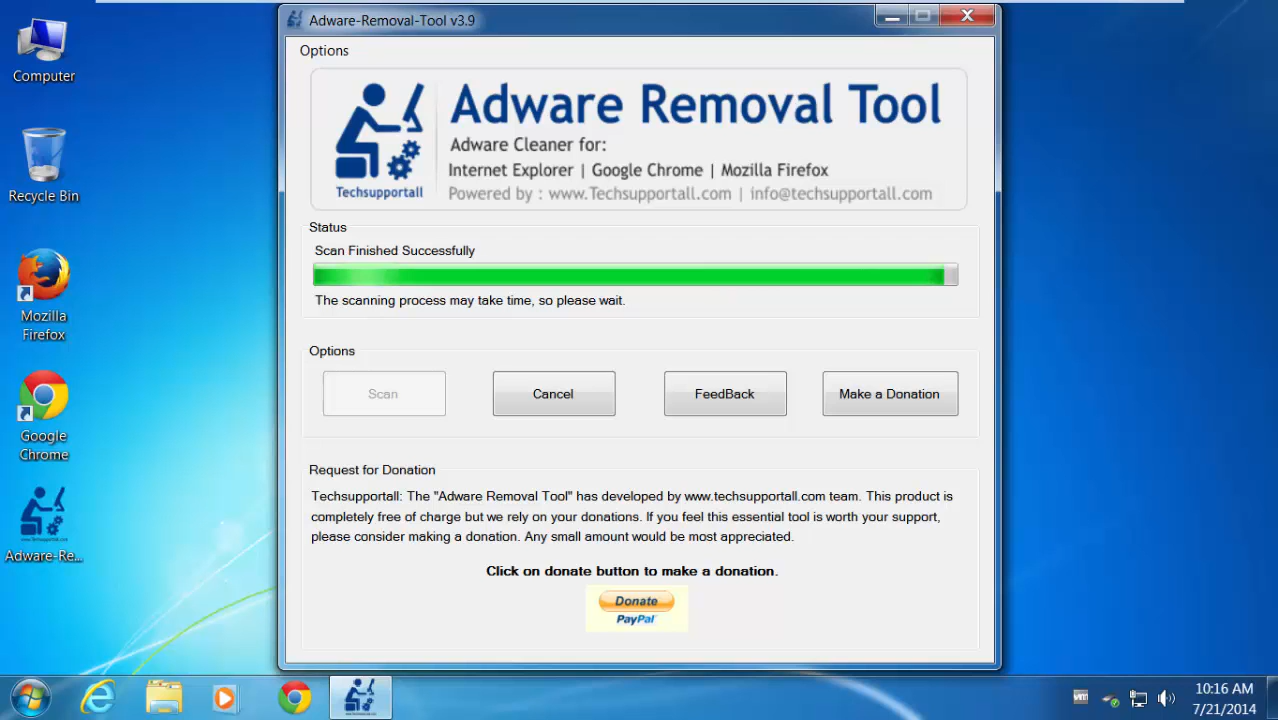 Computer
Recycle Bin
Mozilla
Firefox
Google
Chrome
Adware-Re...
Adware-Removal-Tool v3.9
Options
Techsupportall
Adware Removal Tool
Adware Cleaner for:
Internet Explorer | Google Chrome | Mozilla Firefox
Powered by : www.Techsupportall.com | info@techsupportall.com
Status
Scan Finished Successfully
The scanning process may take time, so please wait.
Options
Scan
Cancel
FeedBack
Make a Donation
Request for Donation
Techsupportall: The "Adware Removal Tool" has developed by www.techsupportall.com team. This product is
completely free of charge but we rely on your donations. If you feel this essential tool is worth your support,
please consider making a donation. Any small amount would be most appreciated.
Click on donate button to make a donation.
Donate
PayPal
vm
10:16 AM
7/21/2014